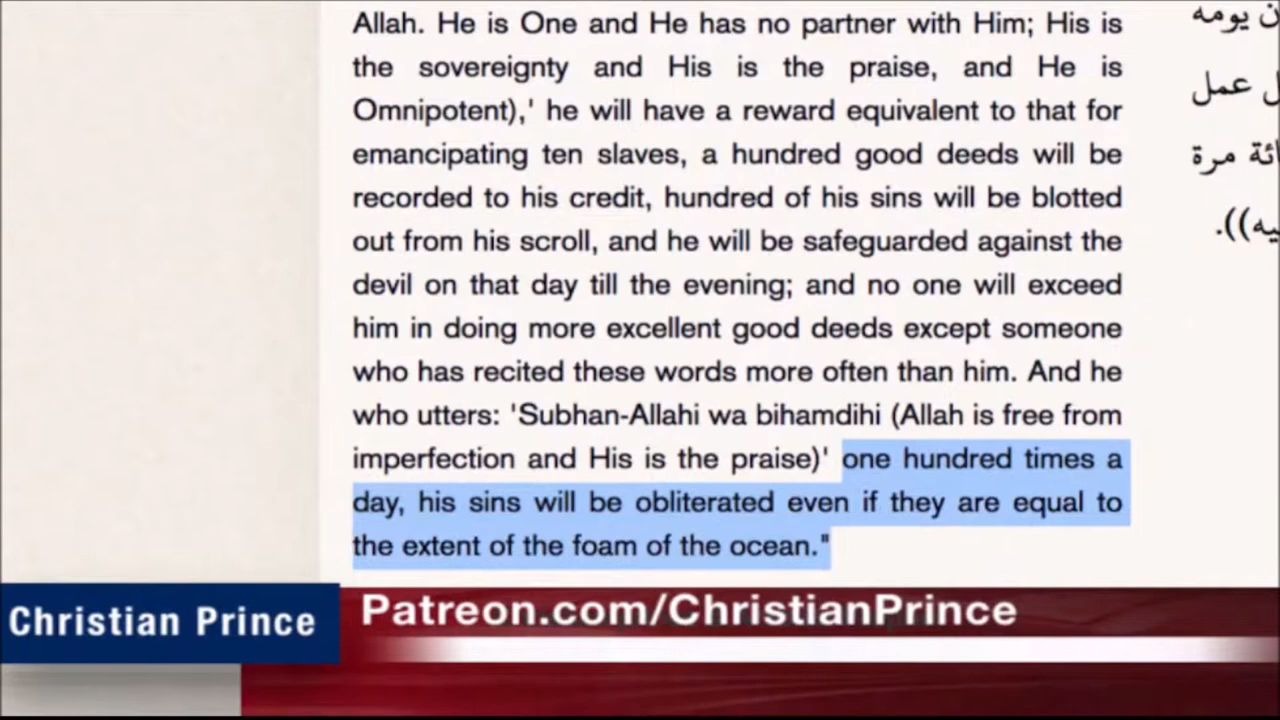 Allah. He is One and He has no partner with Him; His is
the sovereignty and His is the praise, and He is
Omnipotent),' he will have a reward equivalent to that for
emancipating ten slaves, a hundred good deeds will be
recorded to his credit, hundred of his sins will be blotted
out from his scroll, and he will be safeguarded against the
devil on that day till the evening; and no one will exceed
him in doing more excellent good deeds except someone
who has recited these words more often than him. And he
who utters: 'Subhan-Allahi wa bihamdihi (Allah is free from
imperfection and His is the praise)' one hundred times a
day, his sins will be obliterated even if they are equal to
the extent of the foam of the ocean."
يومه
عمل
مرة
Christian Prince
Patreon.com/ChristianPrince